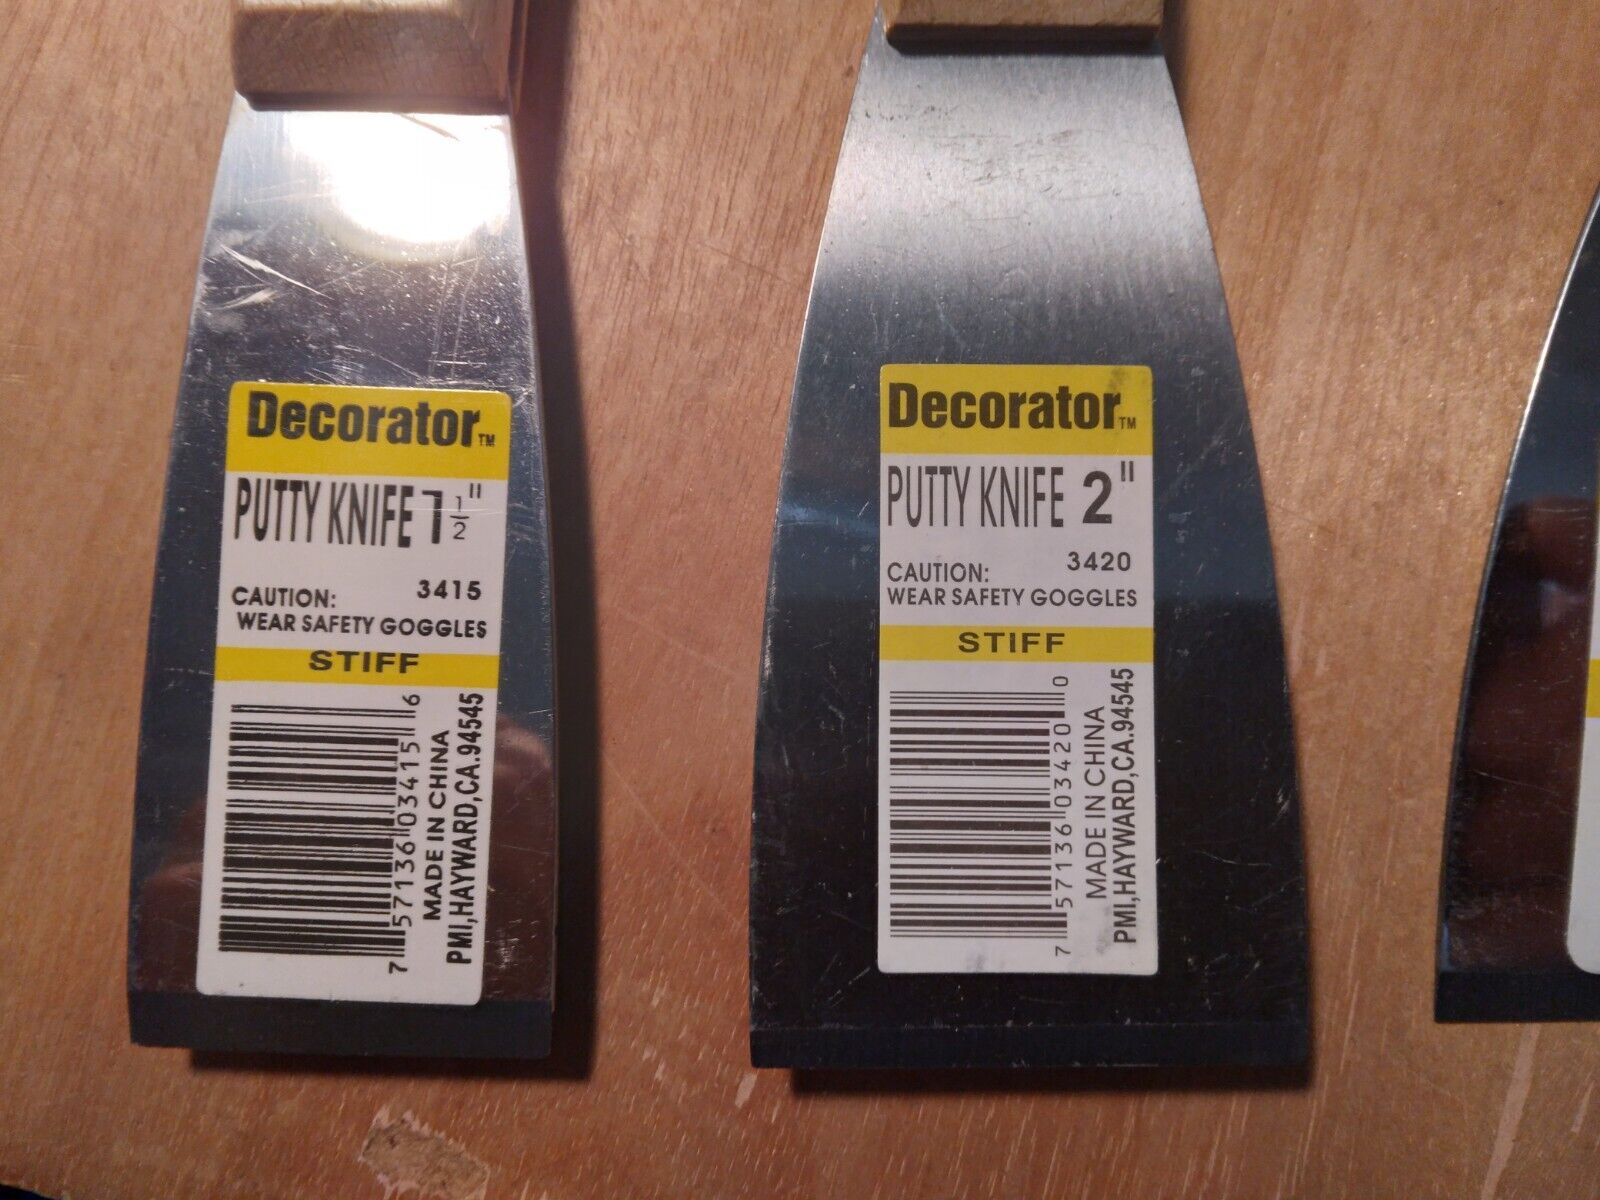 Decorator™
PUTTY KNIFE 1 1/2"
3415
CAUTION:
WEAR SAFETY GOGGLES
STIFF
7 57136 03415 6
MADE IN CHINA
PMI,HAYWARD,CA.94545
Decorator™
PUTTY KNIFE 2"
3420
CAUTION:
WEAR SAFETY GOGGLES
STIFF
7 57136 03420 0
MADE IN CHINA
PMI,HAYWARD,CA.94545